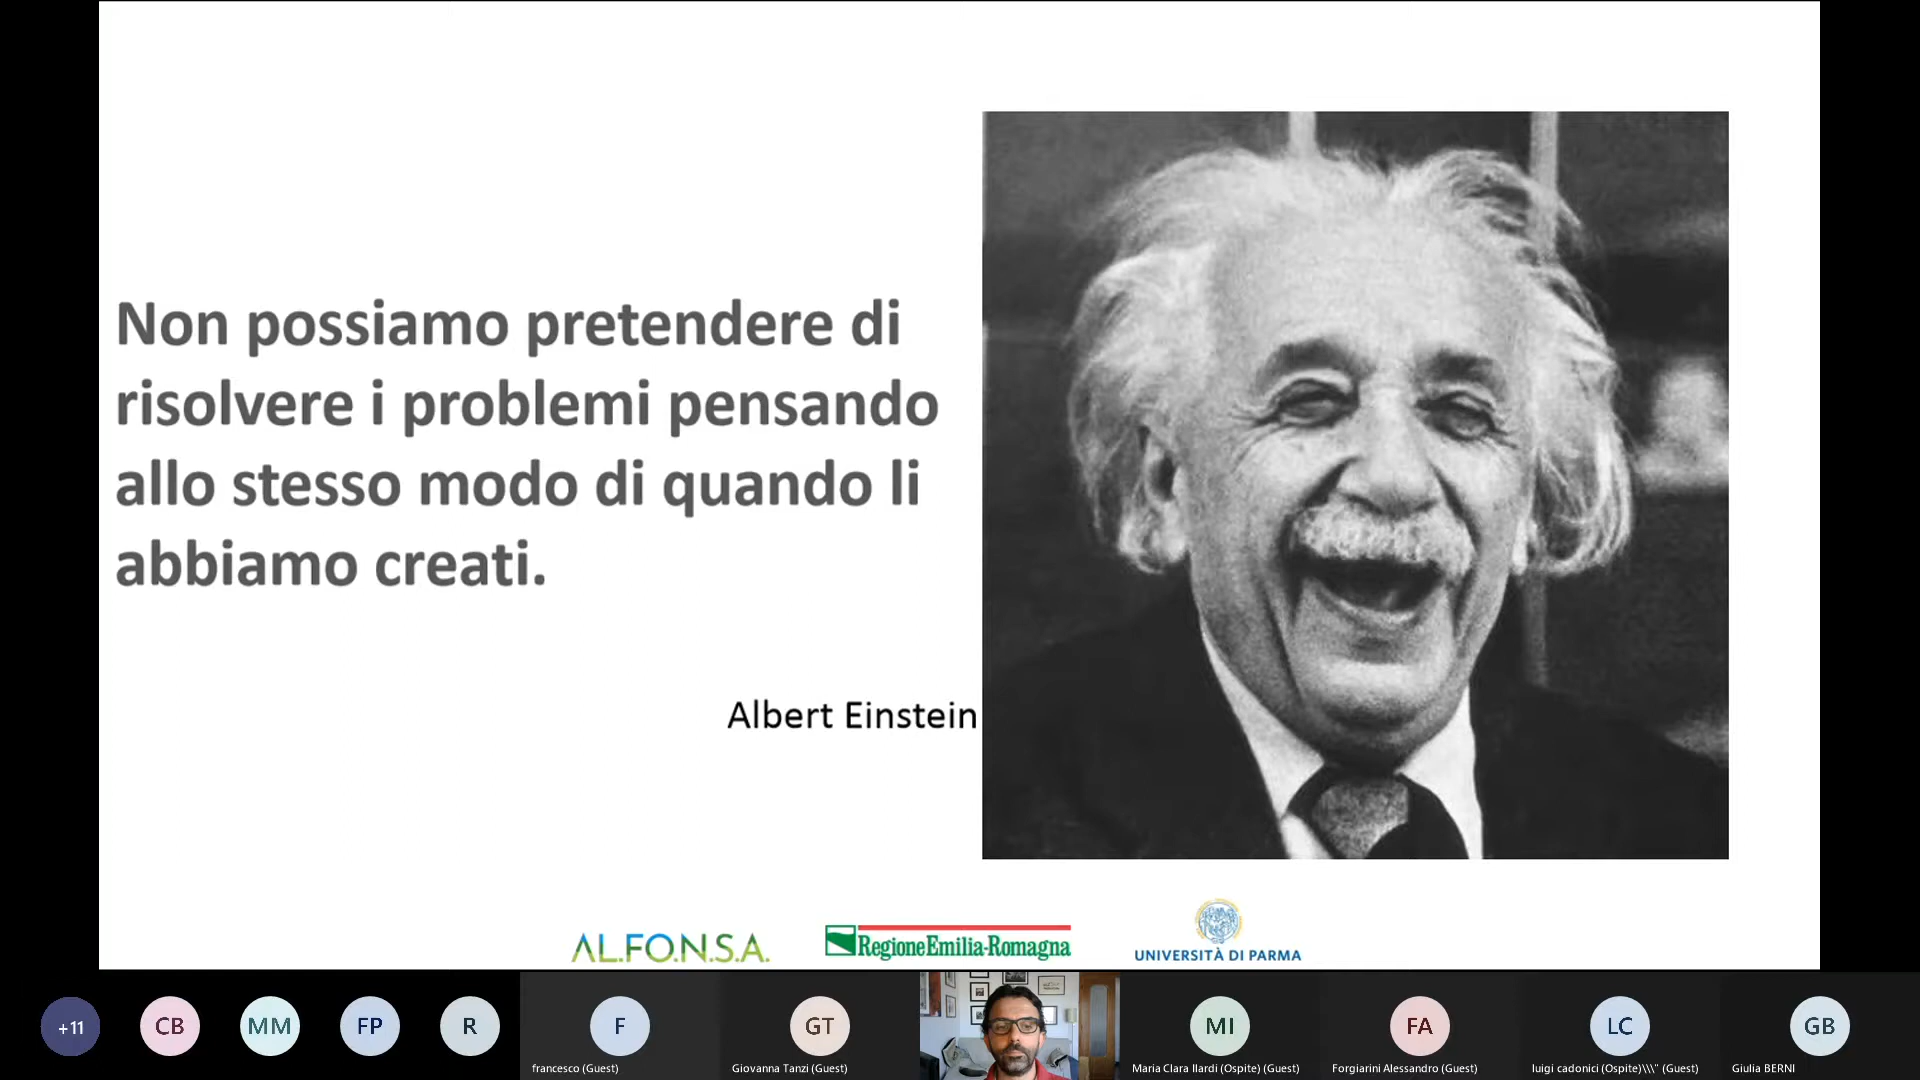 Non possiamo pretendere di
risolvere i problemi pensando
allo stesso modo di quando li
abbiamo creati.
Albert Einstein
AL.FO.N.S.A.
RegioneEmilia-Romagna
UNIVERSITÀ DI PARMA
+11
CB
MM
FP
R
F
GT
MI
FA
LC
GB
francesco (Guest)
Giovanna Tanzi (Guest)
Maria Clara Ilardi (Ospite) (Guest)
Forgiarini Alessandro (Guest)
luigi cadonici (Ospite)\\\" (Guest)
Giulia BERNI